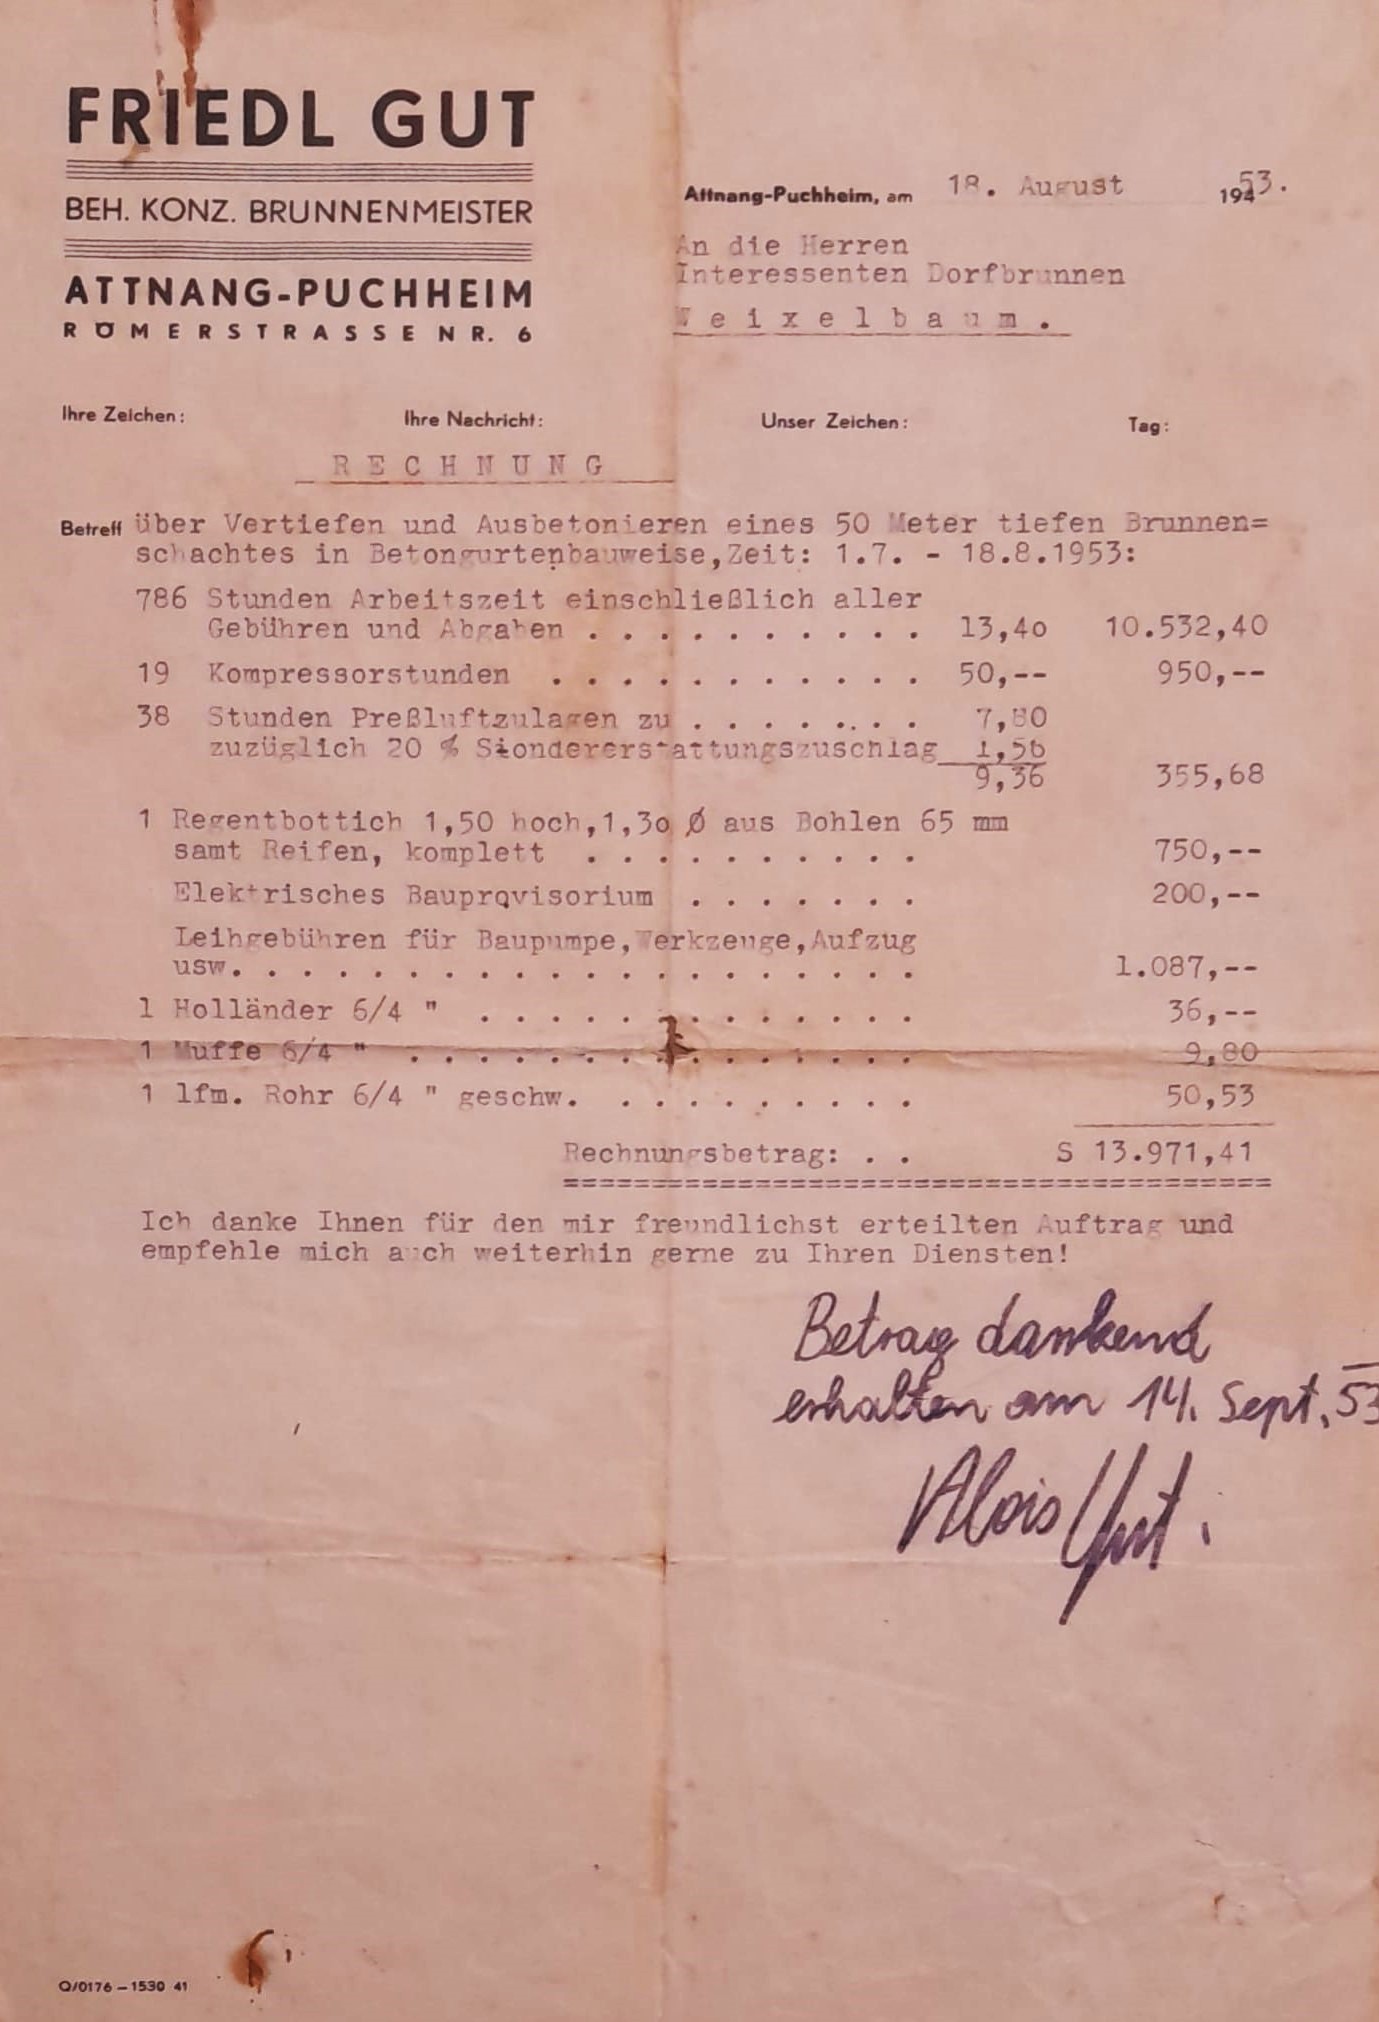 FRIEDL GUT
BEH. KONZ. BRUNNENMEISTER
ATTNANG-PUCHHEIM
RÖMERSTRASSE NR. 6
Attnang-Puchheim, am 18. August 1953.
An die Herren
Interessenten Dorfbrunnen
Weixelbaum.
Ihre Zeichen: Ihre Nachricht: Unser Zeichen: Tag:
RECHNUNG
Betreff über Vertiefen und Ausbetonieren eines 50 Meter tiefen Brunnen=
schachtes in Betongurtenbauweise,Zeit: 1.7. - 18.8.1953:
786 Stunden Arbeitszeit einschließlich aller
Gebühren und Abgaben . . . . . . . . . . 13,4o 10.532,40
19 Kompressorstunden . . . . . . . . . . . 50,-- 950,--
38 Stunden Preßluftzulagen zu . . . . . . . 7,80
zuzüglich 20 % Siondererstattungszuschlag 1,56
9,36 355,68
1 Regentbottich 1,50 hoch,1,3o Ø aus Bohlen 65 mm
samt Reifen, komplett . . . . . . . . . . 750,--
Elektrisches Bauprovisorium . . . . . . . 200,--
Leihgebühren für Baupumpe,Werkzeuge,Aufzug
usw. . . . . . . . . . . . . . . . . . . . 1.087,--
1 Holländer 6/4 " . . . . . . . . . . . . . 36,--
1 Muffe 6/4 " . . . . . . . . . . . . . . . 9,80
1 lfm. Rohr 6/4 " geschw. . . . . . . . . . 50,53
Rechnungsbetrag: . . S 13.971,41
========================================
Ich danke Ihnen für den mir freundlichst erteilten Auftrag und
empfehle mich auch weiterhin gerne zu Ihren Diensten!
Betrag dankend
erhalten am 14. Sept. 53
Alois Gut.
Q/0176 – 1530 41